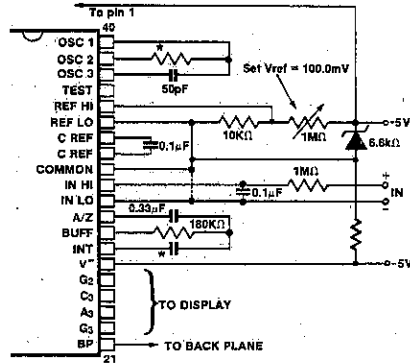 To pin 1
40
OSC 1
OSC 2
*
OSC 3
50pF
TEST
Set Vref = 100.0mV
REF HI
REF LO
+5V
10KΩ
1MΩ
C REF
0.1µF
C REF
6.8kΩ
COMMON
1MΩ
+
IN HI
0.1µF
IN
IN LO
–
0.33µF
A/Z
180KΩ
BUFF
INT
*
V–
–5V
G2
C3
TO DISPLAY
A3
G3
BP
TO BACK PLANE
21